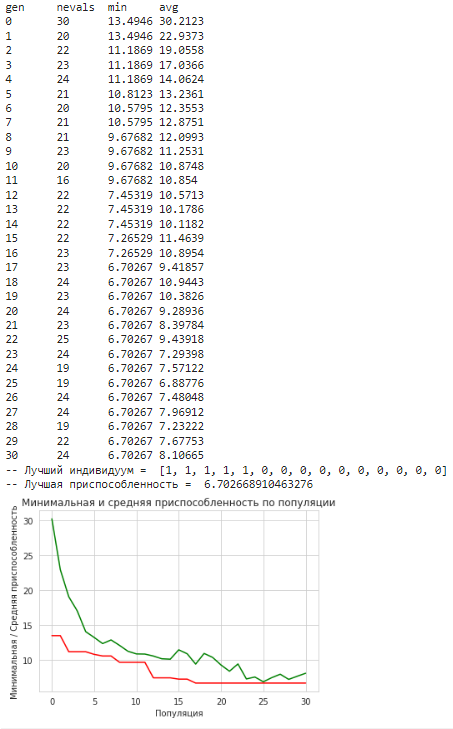 gen nevals min avg
0 30 13.4946 30.2123
1 20 13.4946 22.9373
2 22 11.1869 19.0558
3 23 11.1869 17.0366
4 24 11.1869 14.0624
5 21 10.8123 13.2361
6 20 10.5795 12.3553
7 21 10.5795 12.8751
8 21 9.67682 12.0993
9 23 9.67682 11.2531
10 20 9.67682 10.8748
11 16 9.67682 10.854
12 22 7.45319 10.5713
13 22 7.45319 10.1786
14 22 7.45319 10.1182
15 22 7.26529 11.4639
16 23 7.26529 10.8954
17 23 6.70267 9.41857
18 24 6.70267 10.9443
19 23 6.70267 10.3826
20 24 6.70267 9.28936
21 23 6.70267 8.39784
22 25 6.70267 9.43918
23 24 6.70267 7.29398
24 19 6.70267 7.57122
25 19 6.70267 6.88776
26 24 6.70267 7.48048
27 24 6.70267 7.96912
28 19 6.70267 7.23222
29 22 6.70267 7.67753
30 24 6.70267 8.10665
-- Лучший индивидуум = [1, 1, 1, 1, 1, 0, 0, 0, 0, 0, 0, 0, 0, 0, 0]
-- Лучшая приспособленность = 6.702668910463276
Минимальная и средняя приспособленность по популяции
Минимальная / Средняя приспособленность
30
25
20
15
10
0 5 10 15 20 25 30
Популяция